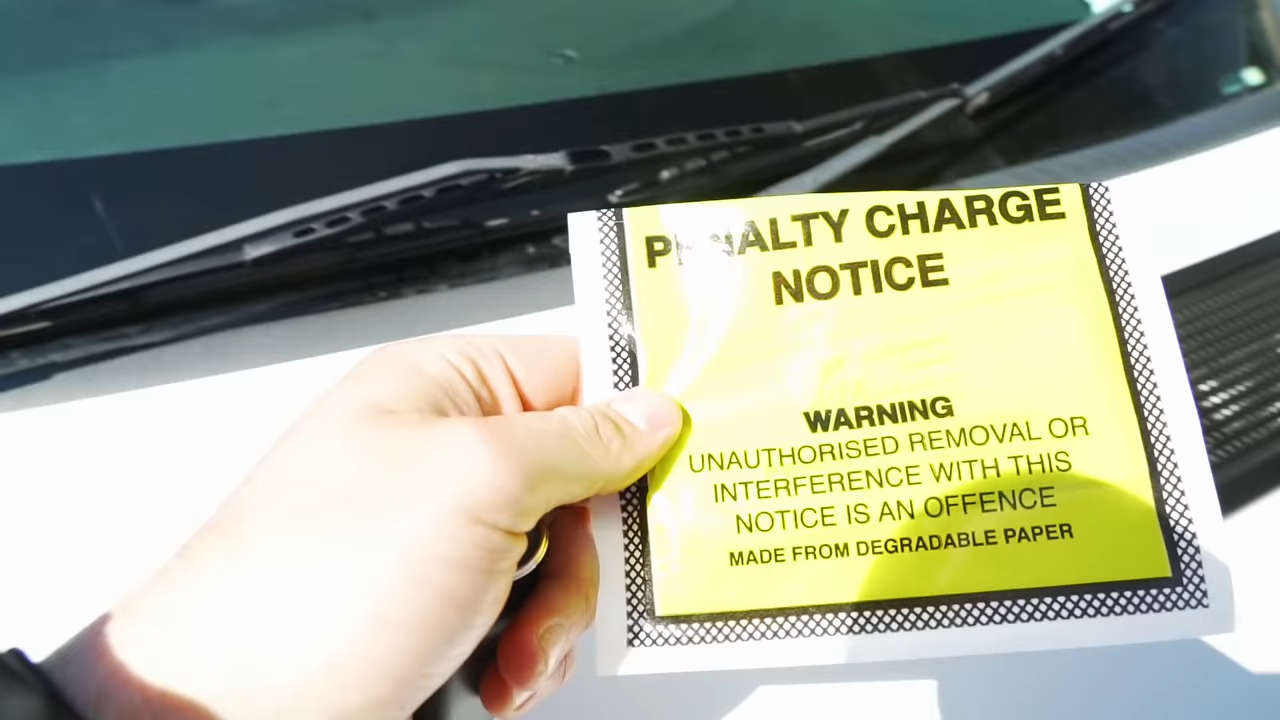 PENALTY CHARGE
NOTICE
WARNING
UNAUTHORISED REMOVAL OR
INTERFERENCE WITH THIS
NOTICE IS AN OFFENCE
MADE FROM DEGRADABLE PAPER